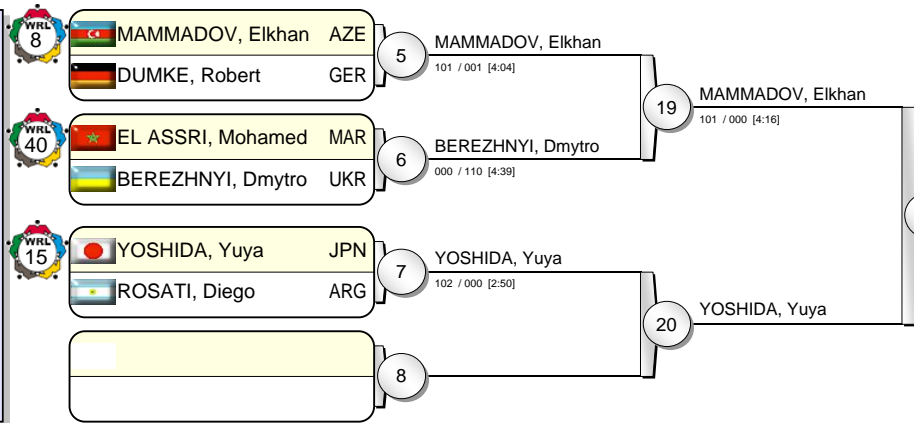 WRL
8
MAMMADOV, Elkhan AZE
DUMKE, Robert GER
5
MAMMADOV, Elkhan
101 / 001 [4:04]
WRL
40
EL ASSRI, Mohamed MAR
BEREZHNYI, Dmytro UKR
6
BEREZHNYI, Dmytro
000 / 110 [4:39]
19
MAMMADOV, Elkhan
101 / 000 [4:16]
WRL
15
YOSHIDA, Yuya JPN
ROSATI, Diego ARG
7
YOSHIDA, Yuya
102 / 000 [2:50]
8
20
YOSHIDA, Yuya